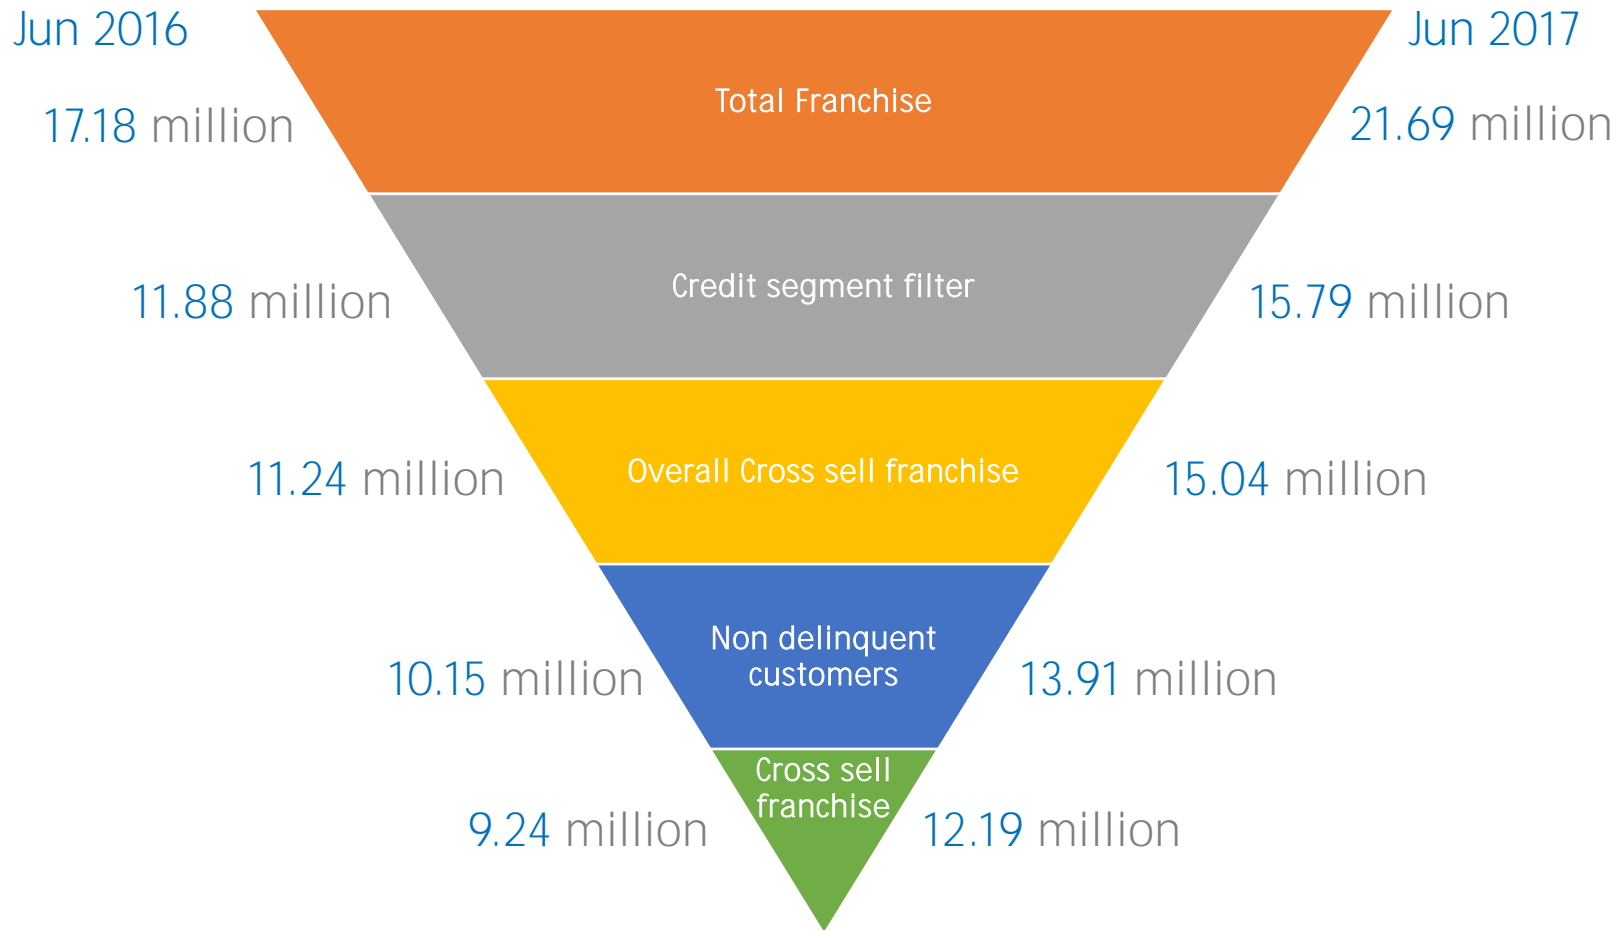 Jun 2016
Jun 2017
Total Franchise
17.18 million
21.69 million
Credit segment filter
11.88 million
15.79 million
Overall Cross sell franchise
11.24 million
15.04 million
Non delinquent
customers
10.15 million
13.91 million
Cross sell
franchise
9.24 million
12.19 million